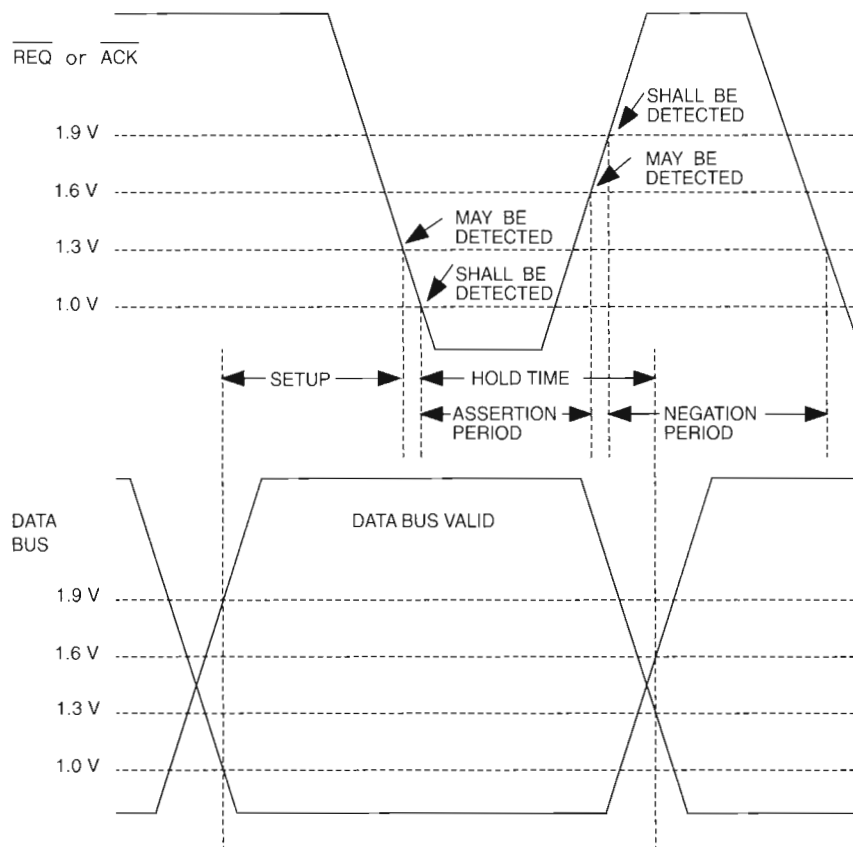 REQ or ACK
SHALL BE
DETECTED
1.9 V
MAY BE
DETECTED
1.6 V
MAY BE
DETECTED
1.3 V
SHALL BE
DETECTED
1.0 V
SETUP
HOLD TIME
ASSERTION
PERIOD
NEGATION
PERIOD
DATA
BUS
DATA BUS VALID
1.9 V
1.6 V
1.3 V
1.0 V